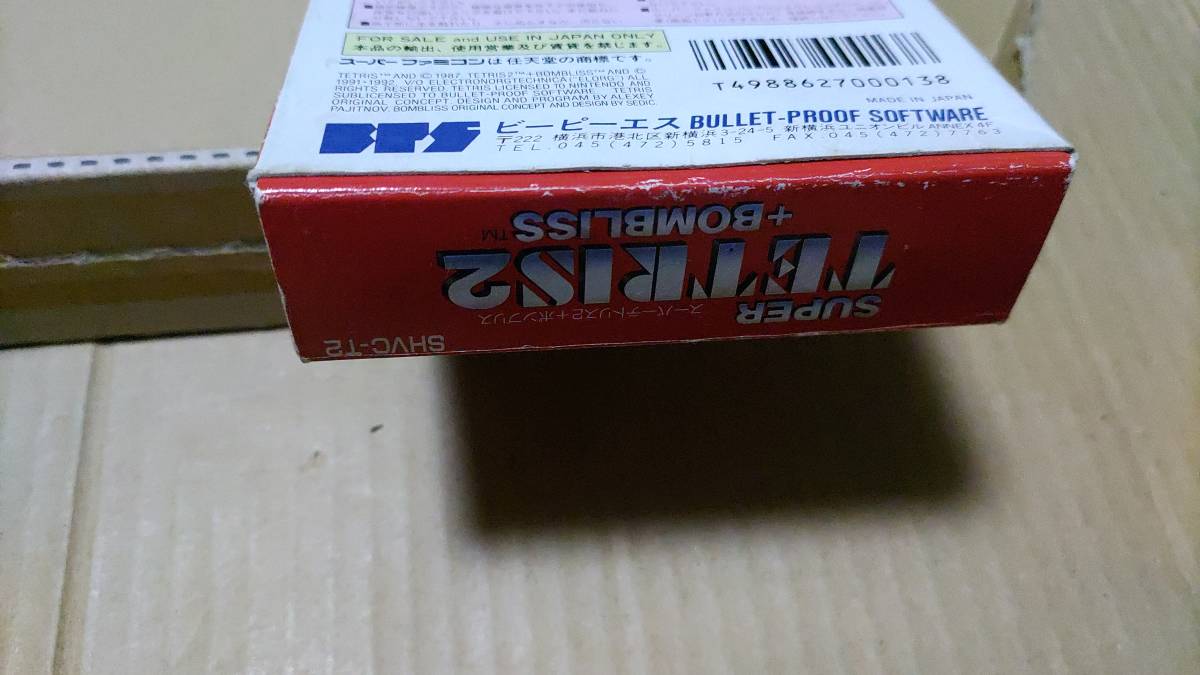 FOR SALE and USE IN JAPAN ONLY
本品の輸出、使用営業及び賃貸を禁じます。
スーパーファミコンは任天堂の商標です。
TETRIS™AND © 1987 TETRIS2™+BOMBLISS™AND ©
1991-1992 V/O ELECTRONORGTECHNICA("ELORG") ALL
RIGHTS RESERVED. TETRIS LICENSED TO NINTENDO AND
SUBLICENSED TO BULLET-PROOF SOFTWARE. TETRIS
ORIGINAL CONCEPT, DESIGN AND PROGRAM BY ALEXEY
PAJITNOV. BOMBLISS ORIGINAL CONCEPT AND DESIGN BY SEDIC.
T4988627000138
MADE IN JAPAN
BPS ビーピーエス BULLET-PROOF SOFTWARE
〒222 横浜市港北区新横浜3-24-5 新横浜ユニオンビル ANNEX 4F
TEL.045(472)5815 FAX.045(472)7763
SUPER
TETRIS2
+BOMBLISS™
スーパーテトリス2+ボンブリス
SHVC-T2